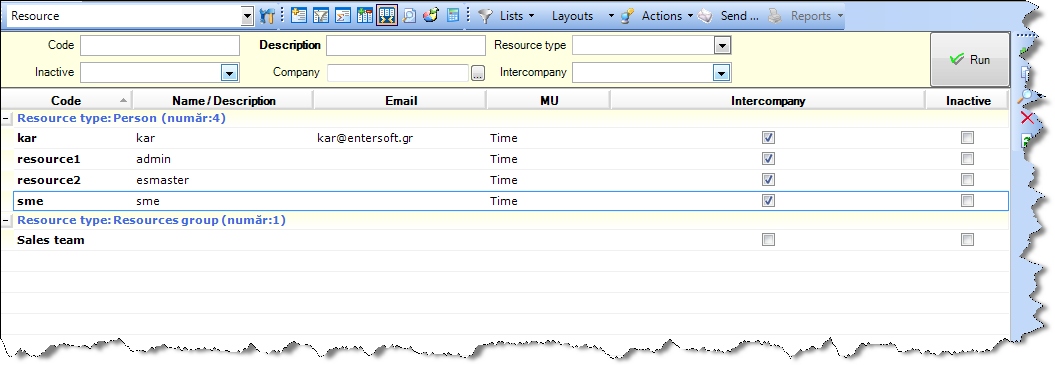 Resource Lists Layouts Actions Send ... Reports
Code Description Resource type
Run
Inactive Company ... Intercompany
Code Name / Description Email MU Intercompany Inactive
Resource type: Person (număr:4)
kar kar kar@entersoft.gr Time
resource1 admin Time
resource2 esmaster Time
sme sme Time
Resource type: Resources group (număr:1)
Sales team